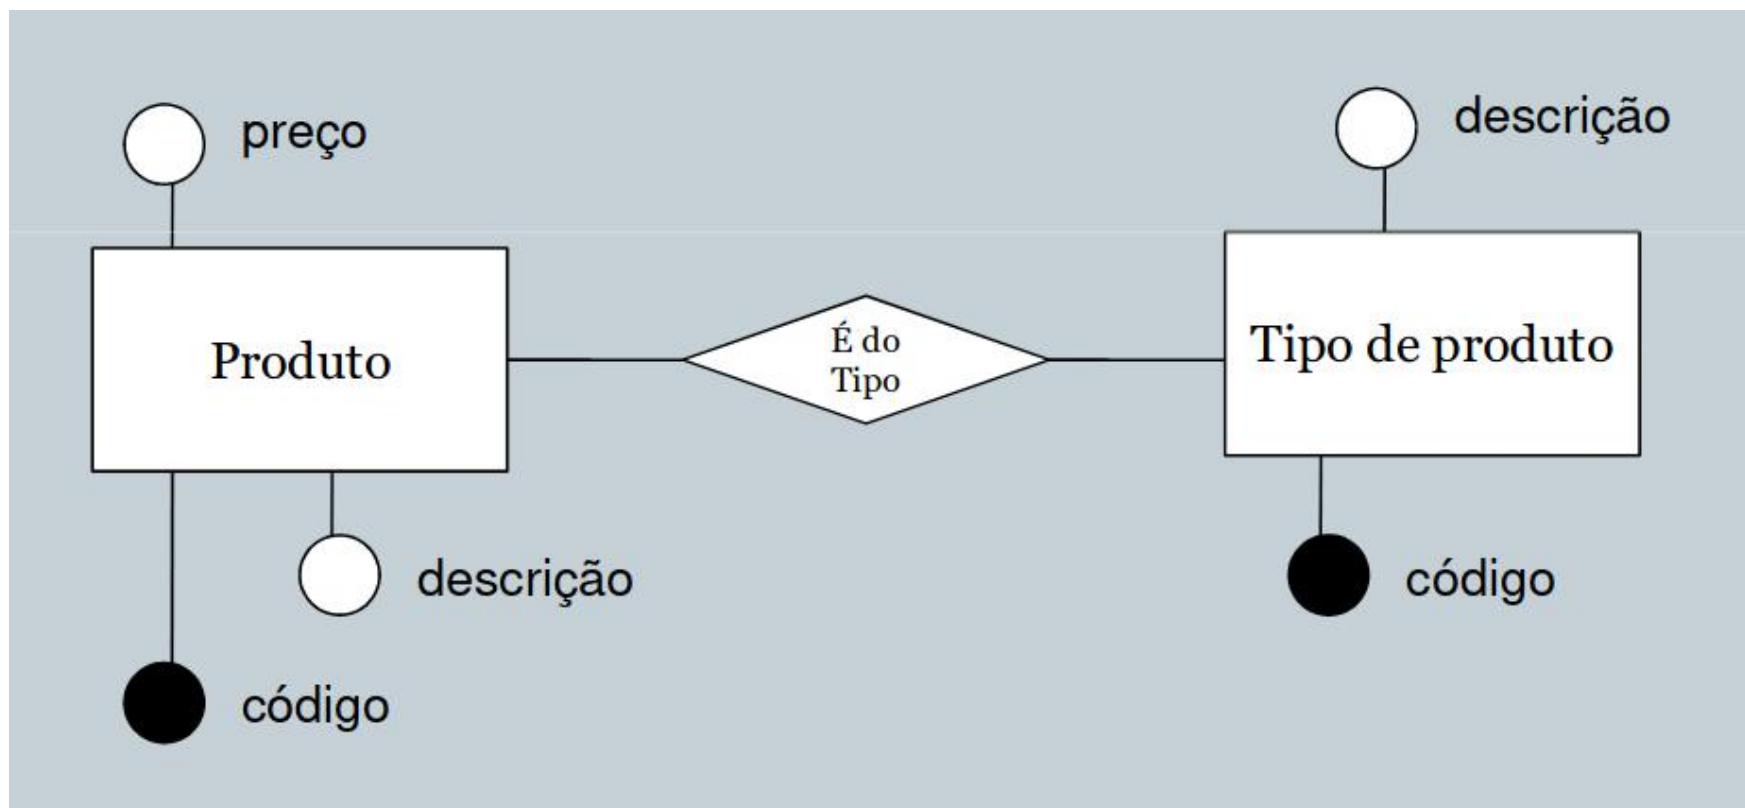 preço
descrição
Produto
É do
Tipo
Tipo de produto
descrição
código
código